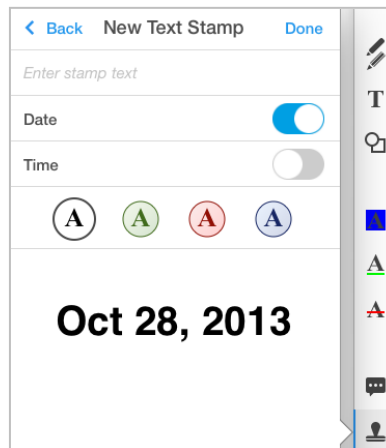 Back New Text Stamp Done
Enter stamp text
Date
Time
A A A A
Oct 28, 2013
T
A
A
A